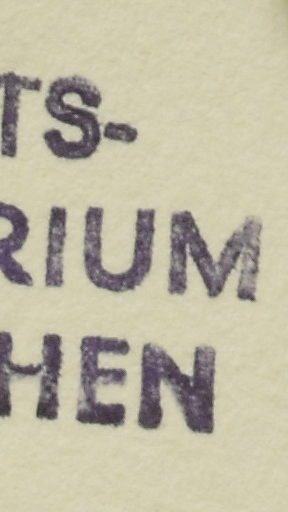 TS-
RIUM
HEN